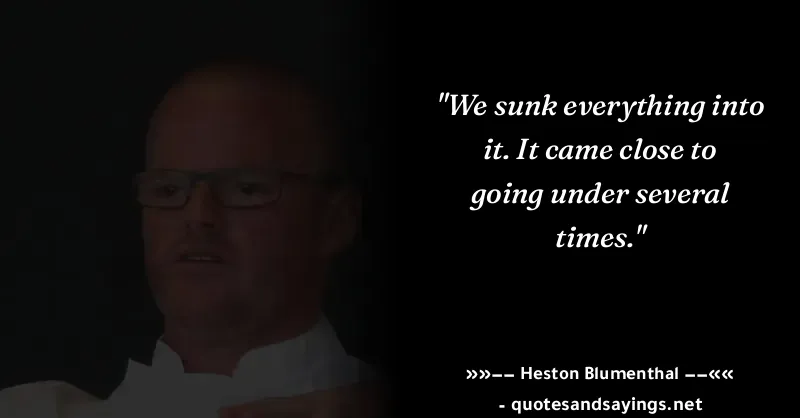 "We sunk everything into
it. It came close to
going under several
times."
»»–– Heston Blumenthal ––««
- quotesandsayings.net